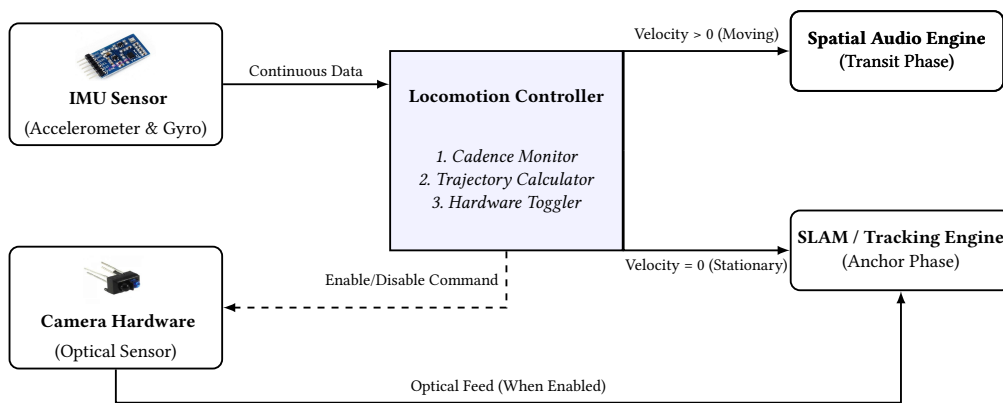 IMU Sensor
(Accelerometer & Gyro)
Continuous Data
Locomotion Controller
1. Cadence Monitor
2. Trajectory Calculator
3. Hardware Toggler
Velocity > 0 (Moving)
Spatial Audio Engine
(Transit Phase)
Velocity = 0 (Stationary)
SLAM / Tracking Engine
(Anchor Phase)
Enable/Disable Command
Camera Hardware
(Optical Sensor)
Optical Feed (When Enabled)